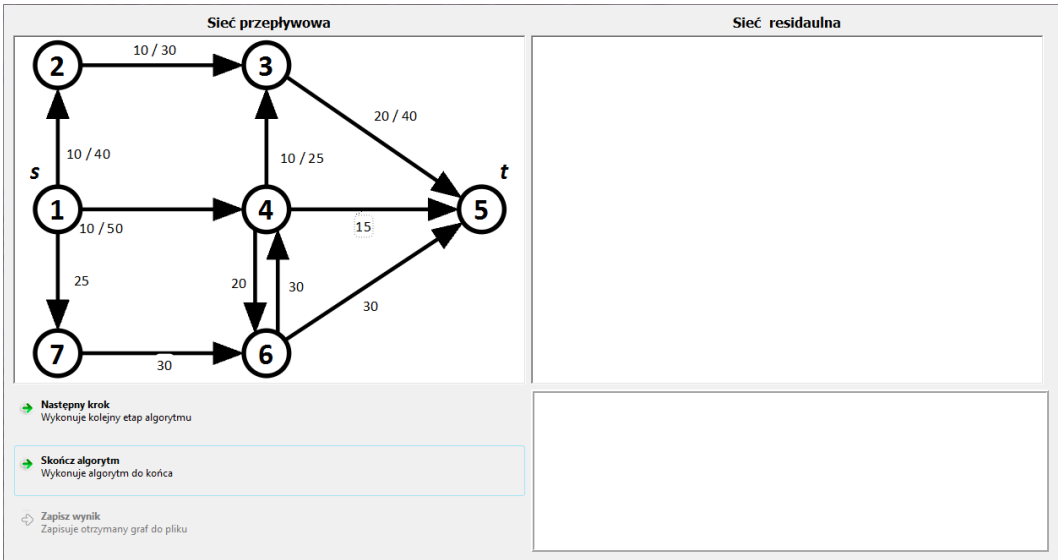 Sieć przepływowa
Sieć residaulna
10 / 30
2
3
20 / 40
10 / 40
10 / 25
s
t
1
4
5
10 / 50
15
25
20
30
30
7
6
30
Następny krok
Wykonuje kolejny etap algorytmu
Skończ algorytm
Wykonuje algorytm do końca
Zapisz wynik
Zapisuje otrzymany graf do pliku